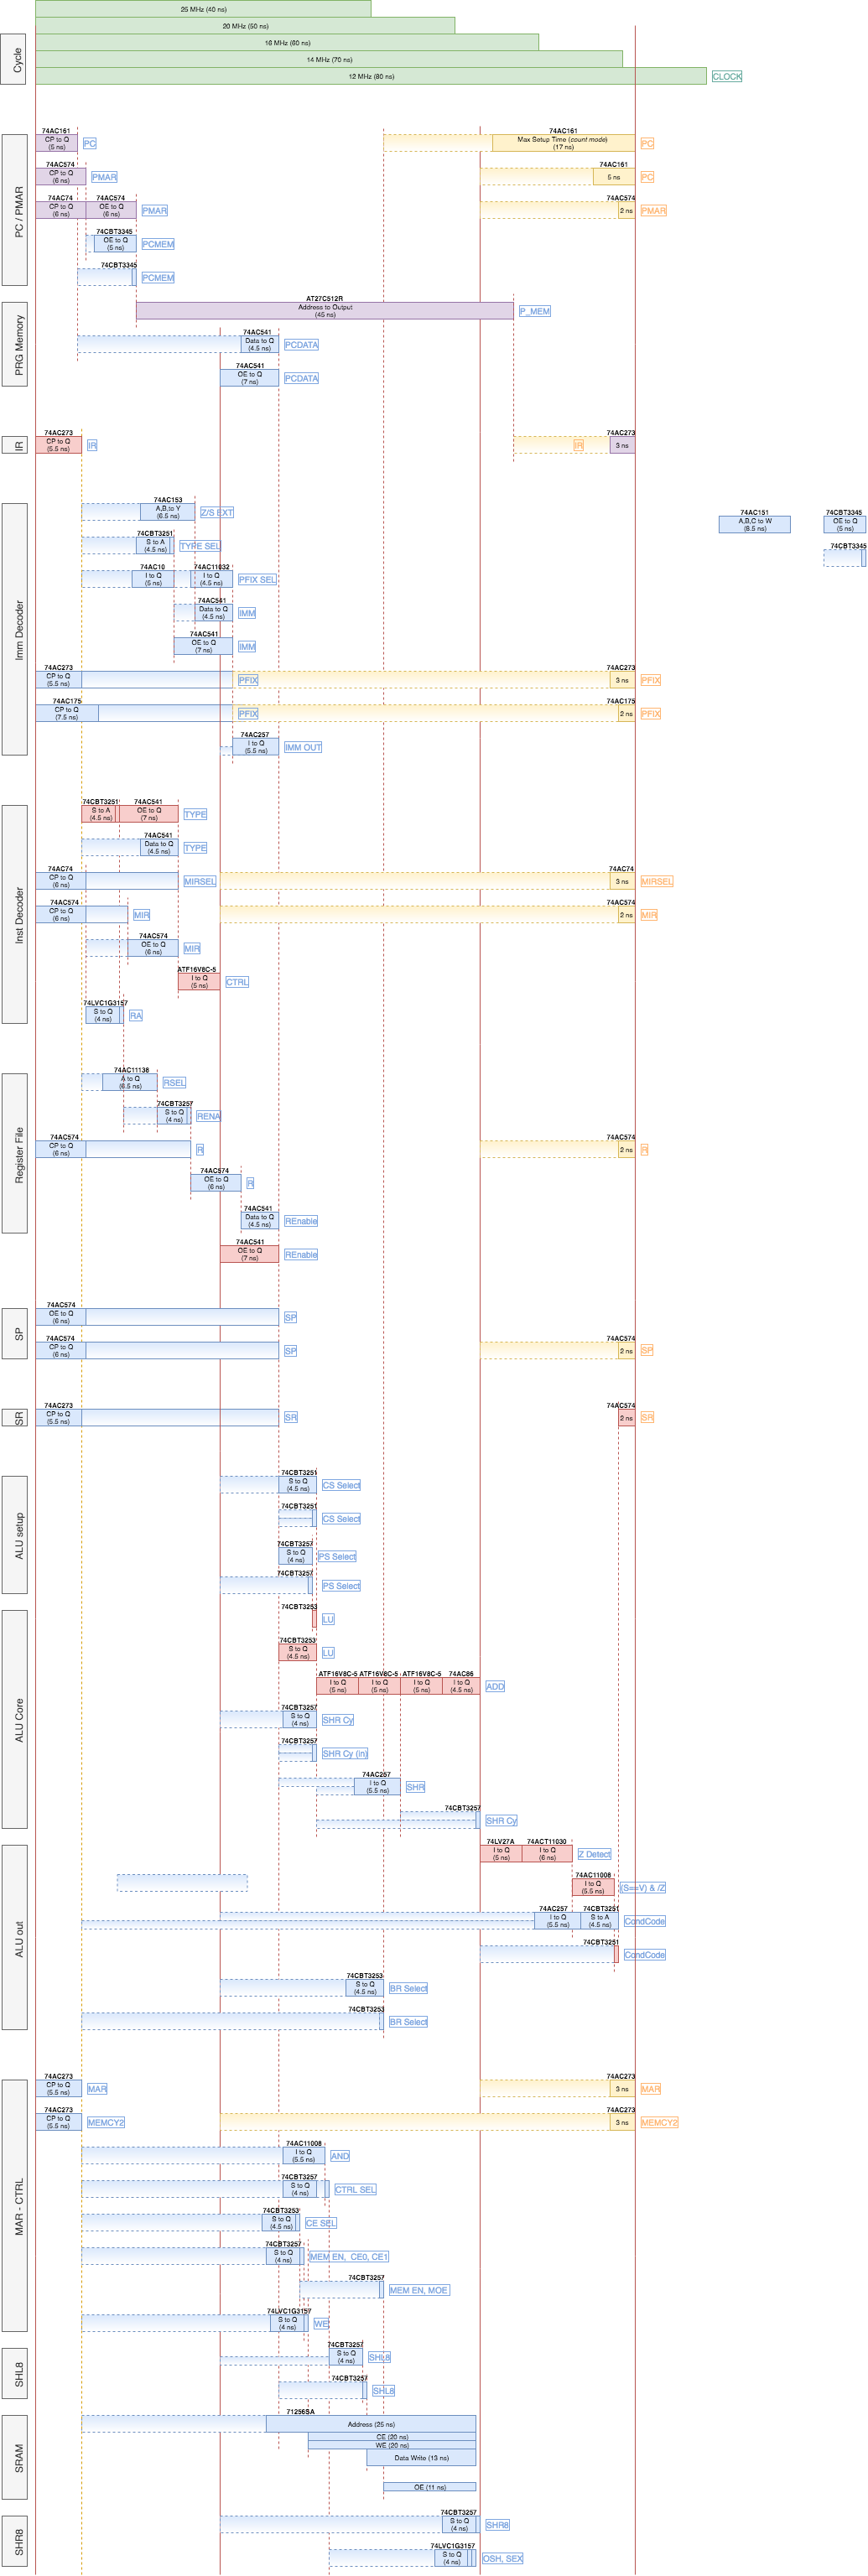 25 MHz (40 ns)
20 MHz (50 ns)
16 MHz (60 ns)
14 MHz (70 ns)
12 MHz (80 ns)
CLOCK
Cycle
PC / PMAR
74AC161
CP to Q
(5 ns)
PC
74AC161
Max Setup Time (count mode)
(17 ns)
PC
74AC574
CP to Q
(6 ns)
PMAR
74AC161
5 ns
PC
74AC74
CP to Q
(6 ns)
74AC574
OE to Q
(6 ns)
PMAR
74AC574
2 ns
PMAR
74CBT3345
OE to Q
(5 ns)
PCMEM
74CBT3345
PCMEM
PRG Memory
AT27C512R
Address to Output
(45 ns)
P_MEM
74AC541
Data to Q
(4.5 ns)
PCDATA
74AC541
OE to Q
(7 ns)
PCDATA
IR
74AC273
CP to Q
(5.5 ns)
IR
IR
74AC273
3 ns
Imm Decoder
74AC153
A,B,to Y
(6.5 ns)
Z/S EXT
74AC151
A,B,C to W
(8.5 ns)
74CBT3345
OE to Q
(5 ns)
74CBT3251
S to A
(4.5 ns)
TYPE SEL
74CBT3345
74AC10
I to Q
(5 ns)
74AC11032
I to Q
(4.5 ns)
PFIX SEL
74AC541
Data to Q
(4.5 ns)
IMM
74AC541
OE to Q
(7 ns)
IMM
74AC273
CP to Q
(5.5 ns)
PFIX
74AC273
3 ns
PFIX
74AC175
CP to Q
(7.5 ns)
PFIX
74AC175
2 ns
PFIX
74AC257
I to Q
(5.5 ns)
IMM OUT
Inst Decoder
74CBT3251
S to A
(4.5 ns)
74AC541
OE to Q
(7 ns)
TYPE
74AC541
Data to Q
(4.5 ns)
TYPE
74AC74
CP to Q
(6 ns)
MIRSEL
74AC74
3 ns
MIRSEL
74AC574
CP to Q
(6 ns)
MIR
74AC574
2 ns
MIR
74AC574
OE to Q
(6 ns)
MIR
ATF16V8C-5
I to Q
(5 ns)
CTRL
74LVC1G3157
S to Q
(4 ns)
RA
Register File
74AC11138
A to Q
(6.5 ns)
RSEL
74CBT3257
S to Q
(4 ns)
RENA
74AC574
CP to Q
(6 ns)
R
74AC574
2 ns
R
74AC574
OE to Q
(6 ns)
R
74AC541
Data to Q
(4.5 ns)
REnable
74AC541
OE to Q
(7 ns)
REnable
SP
74AC574
OE to Q
(6 ns)
SP
74AC574
CP to Q
(6 ns)
SP
74AC574
2 ns
SP
SR
74AC273
CP to Q
(5.5 ns)
SR
74AC574
2 ns
SR
ALU setup
74CBT3251
S to Q
(4.5 ns)
CS Select
74CBT3251
CS Select
74CBT3257
S to Q
(4 ns)
PS Select
74CBT3257
PS Select
ALU Core
74CBT3253
LU
74CBT3253
S to Q
(4.5 ns)
LU
ATF16V8C-5
I to Q
(5 ns)
ATF16V8C-5
I to Q
(5 ns)
ATF16V8C-5
I to Q
(5 ns)
74AC86
I to Q
(4.5 ns)
ADD
74CBT3257
S to Q
(4 ns)
SHR Cy
74CBT3257
SHR Cy (in)
74AC257
I to Q
(5.5 ns)
SHR
74CBT3257
SHR Cy
ALU out
74LV27A
I to Q
(5 ns)
74ACT11030
I to Q
(6 ns)
Z Detect
74AC11008
I to Q
(5.5 ns)
(S==V) & /Z
74AC257
I to Q
(5.5 ns)
74CBT3251
S to A
(4.5 ns)
CondCode
74CBT3251
CondCode
74CBT3253
S to Q
(4.5 ns)
BR Select
74CBT3253
BR Select
MAR - CTRL
74AC273
CP to Q
(5.5 ns)
MAR
74AC273
3 ns
MAR
74AC273
CP to Q
(5.5 ns)
MEMCY2
74AC273
3 ns
MEMCY2
74AC11008
I to Q
(5.5 ns)
AND
74CBT3257
S to Q
(4 ns)
CTRL SEL
74CBT3253
S to Q
(4.5 ns)
CE SEL
74CBT3257
S to Q
(4 ns)
MEM EN, CE0, CE1
74CBT3257
MEM EN, MOE
74LVC1G3157
S to Q
(4 ns)
WE
SHL8
74CBT3257
S to Q
(4 ns)
SHL8
74CBT3257
SHL8
SRAM
71256SA
Address (25 ns)
CE (20 ns)
WE (20 ns)
Data Write (13 ns)
OE (11 ns)
SHR8
74CBT3257
S to Q
(4 ns)
SHR8
74LVC1G3157
S to Q
(4 ns)
OSH, SEX